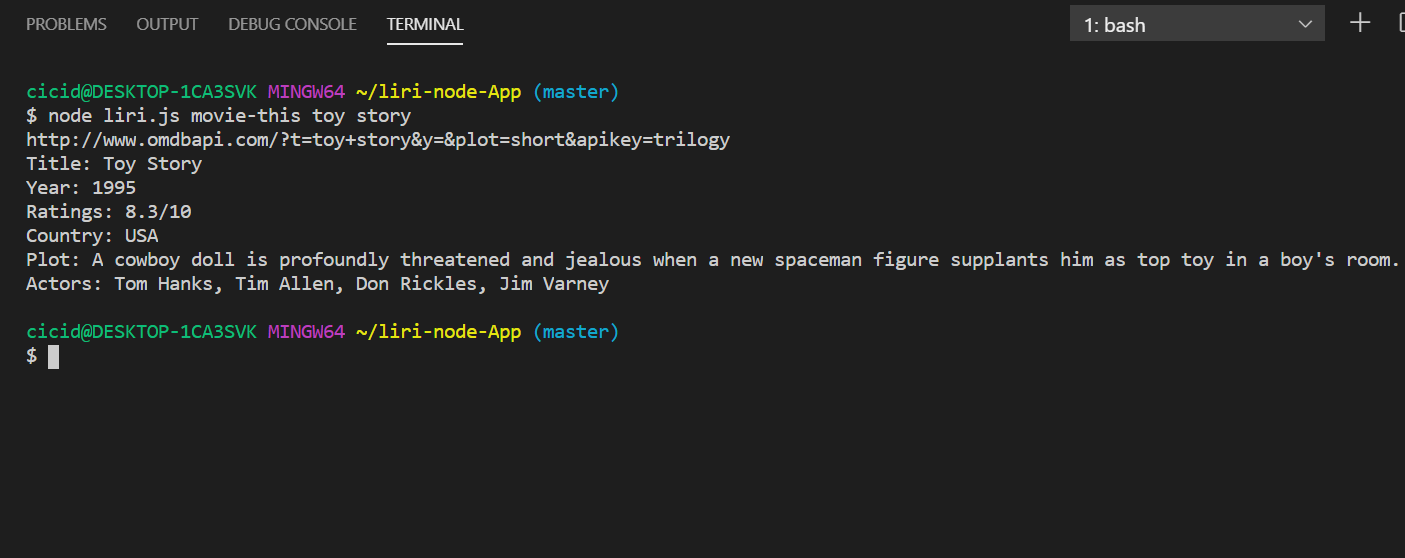 PROBLEMS OUTPUT DEBUG CONSOLE TERMINAL 1: bash
cicid@DESKTOP-1CA3SVK MINGW64 ~/liri-node-App (master)
$ node liri.js movie-this toy story
http://www.omdbapi.com/?t=toy+story&y=&plot=short&apikey=trilogy
Title: Toy Story
Year: 1995
Ratings: 8.3/10
Country: USA
Plot: A cowboy doll is profoundly threatened and jealous when a new spaceman figure supplants him as top toy in a boy's room.
Actors: Tom Hanks, Tim Allen, Don Rickles, Jim Varney
cicid@DESKTOP-1CA3SVK MINGW64 ~/liri-node-App (master)
$